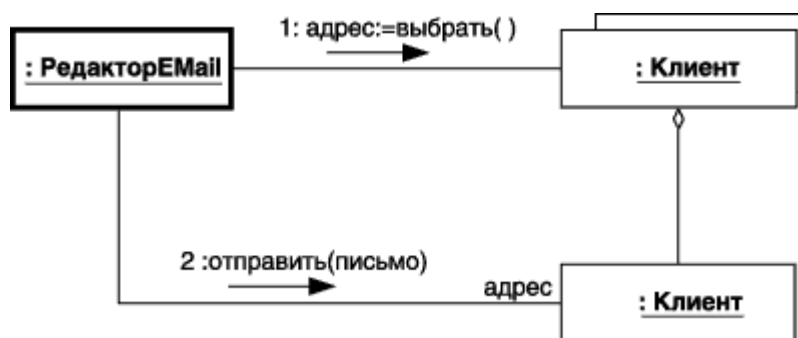 1: адрес:=выбрать( )
: РедакторEMail
: Клиент
2 :отправить(письмо)
адрес
: Клиент